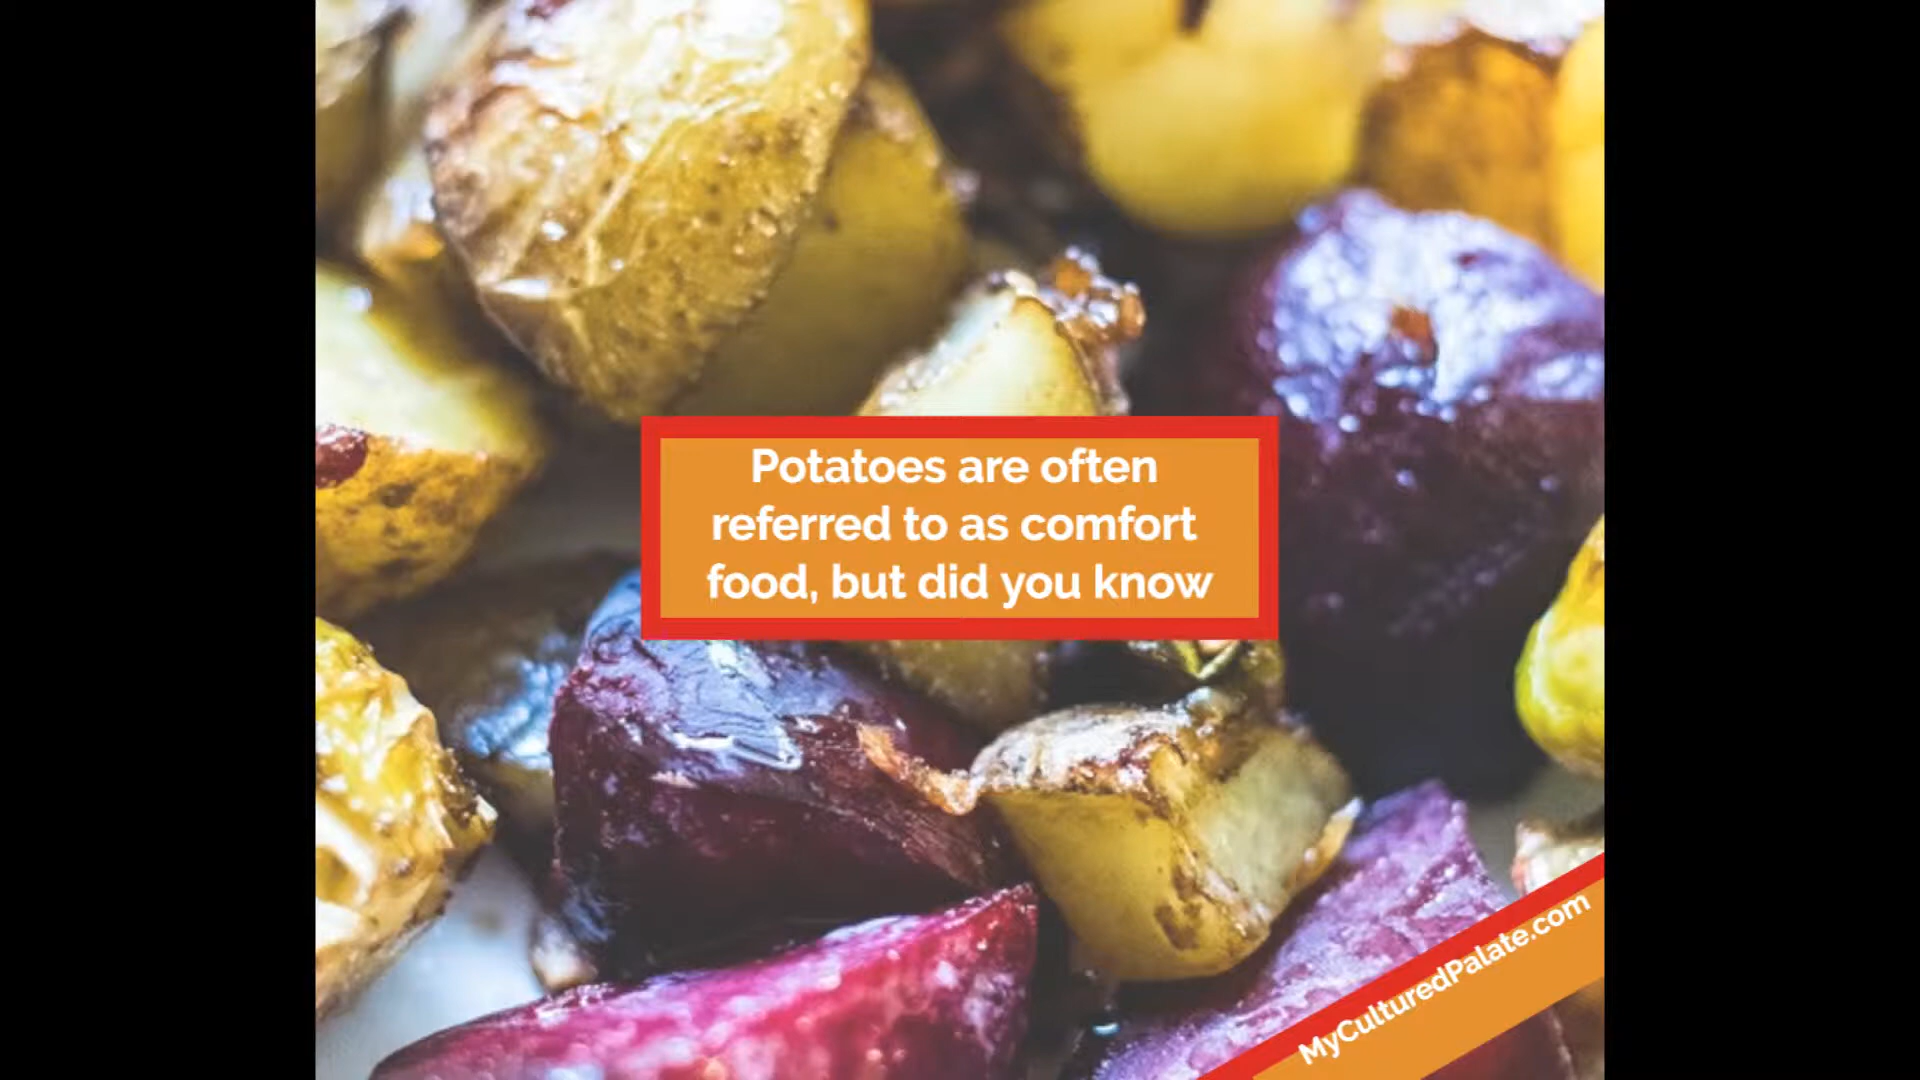 Potatoes are often
referred to as comfort
food, but did you know
MyCulturedPalate.com